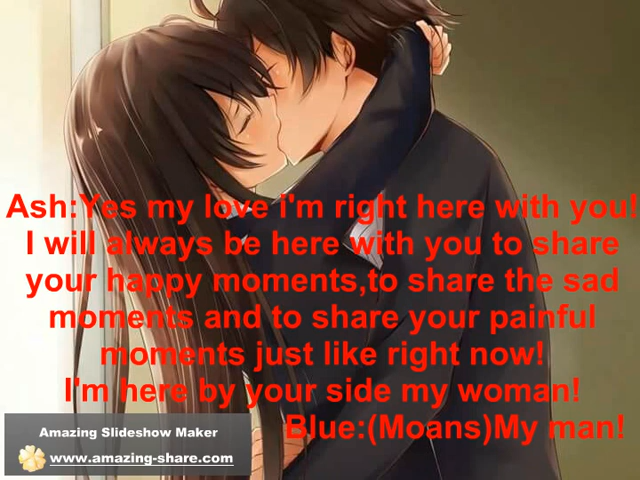 Ash:Yes my love i'm right here with you!
I will always be here with you to share
your happy moments,to share the sad
moments and to share your painful
moments just like right now!
I'm here by your side my woman!
Blue:(Moans)My man!
Amazing Slideshow Maker
www.amazing-share.com